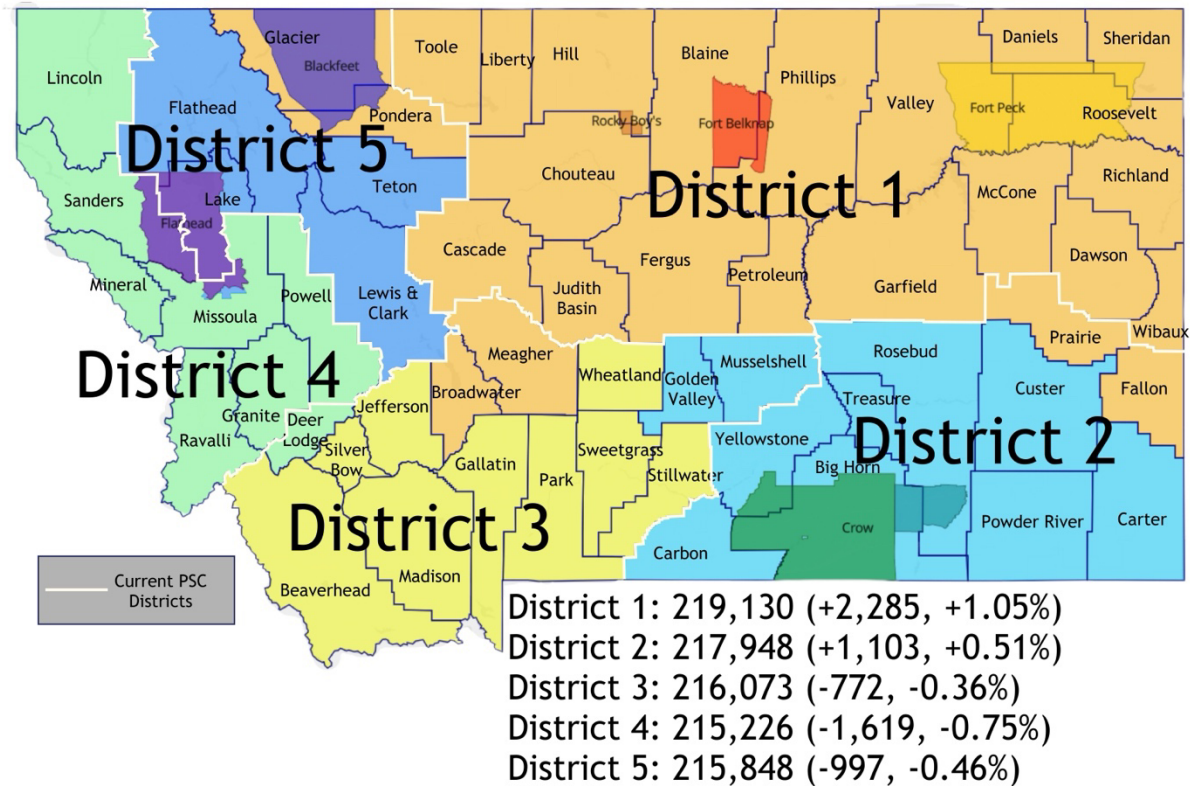 Glacier
Blackfeet
Toole
Liberty
Hill
Blaine
Phillips
Daniels
Sheridan
Lincoln
Flathead
Pondera
Rocky Boy's
Fort Belknap
Valley
Fort Peck
Roosevelt
District 5
Sanders
Lake
Teton
Chouteau
District 1
McCone
Richland
Flathead
Cascade
Judith
Basin
Fergus
Petroleum
Garfield
Dawson
Mineral
Missoula
Powell
Lewis &
Clark
Meagher
Prairie
Wibaux
District 4
Wheatland
Golden
Valley
Musselshell
Rosebud
Custer
Fallon
Granite
Deer
Lodge
Jefferson
Broadwater
Treasure
Ravalli
Silver
Bow
Gallatin
Park
Sweetgrass
Stillwater
Yellowstone
Big Horn
District 2
District 3
Crow
Powder River
Carter
Carbon
Beaverhead
Madison
Current PSC
Districts
District 1: 219,130 (+2,285, +1.05%)
District 2: 217,948 (+1,103, +0.51%)
District 3: 216,073 (-772, -0.36%)
District 4: 215,226 (-1,619, -0.75%)
District 5: 215,848 (-997, -0.46%)